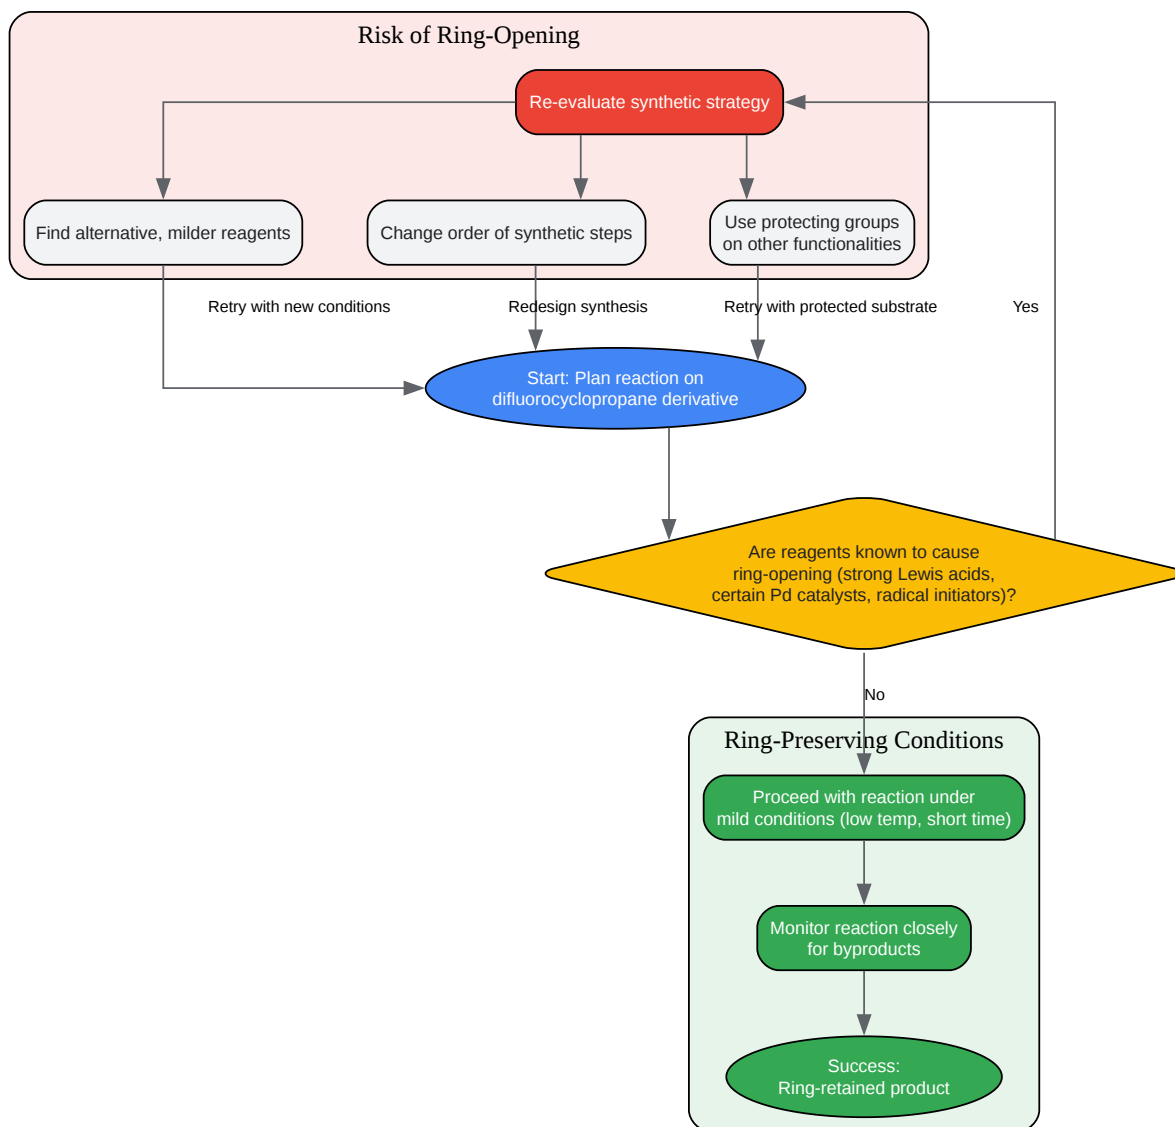 Risk of Ring-Opening
Re-evaluate synthetic strategy
Find alternative, milder reagents
Change order of synthetic steps
Use protecting groups
on other functionalities
Retry with new conditions
Redesign synthesis
Retry with protected substrate
Yes
Start: Plan reaction on
difluorocyclopropane derivative
Are reagents known to cause
ring-opening (strong Lewis acids,
certain Pd catalysts, radical initiators)?
No
Ring-Preserving Conditions
Proceed with reaction under
mild conditions (low temp, short time)
Monitor reaction closely
for byproducts
Success:
Ring-retained product